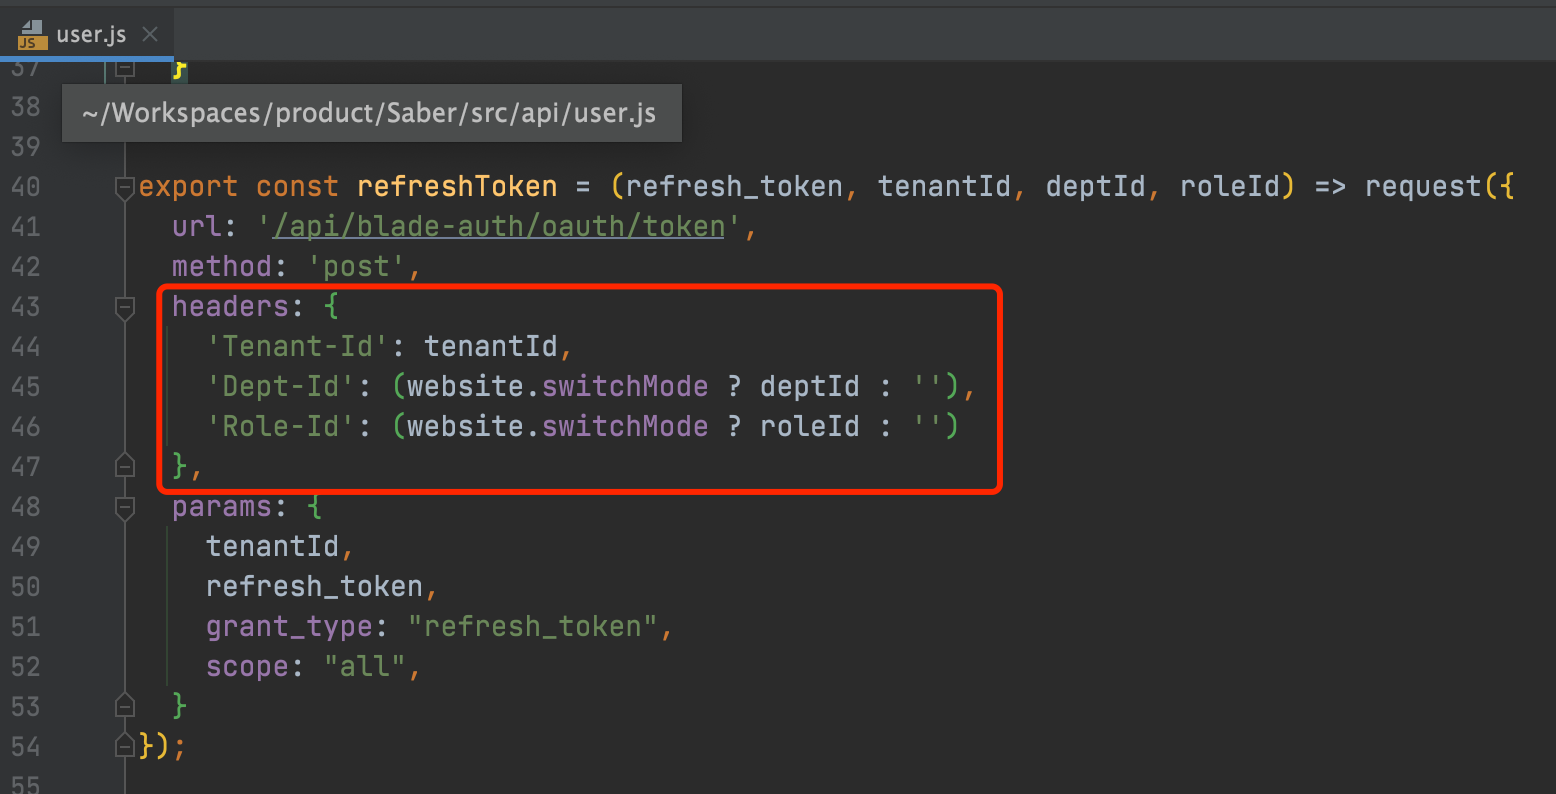 JS user.js
37 }
38 ~/Workspaces/product/Saber/src/api/user.js
39
40 export const refreshToken = (refresh_token, tenantId, deptId, roleId) => request({
41 url: '/api/blade-auth/oauth/token',
42 method: 'post',
43 headers: {
44 'Tenant-Id': tenantId,
45 'Dept-Id': (website.switchMode ? deptId : ''),
46 'Role-Id': (website.switchMode ? roleId : '')
47 },
48 params: {
49 tenantId,
50 refresh_token,
51 grant_type: "refresh_token",
52 scope: "all",
53 }
54 });
55